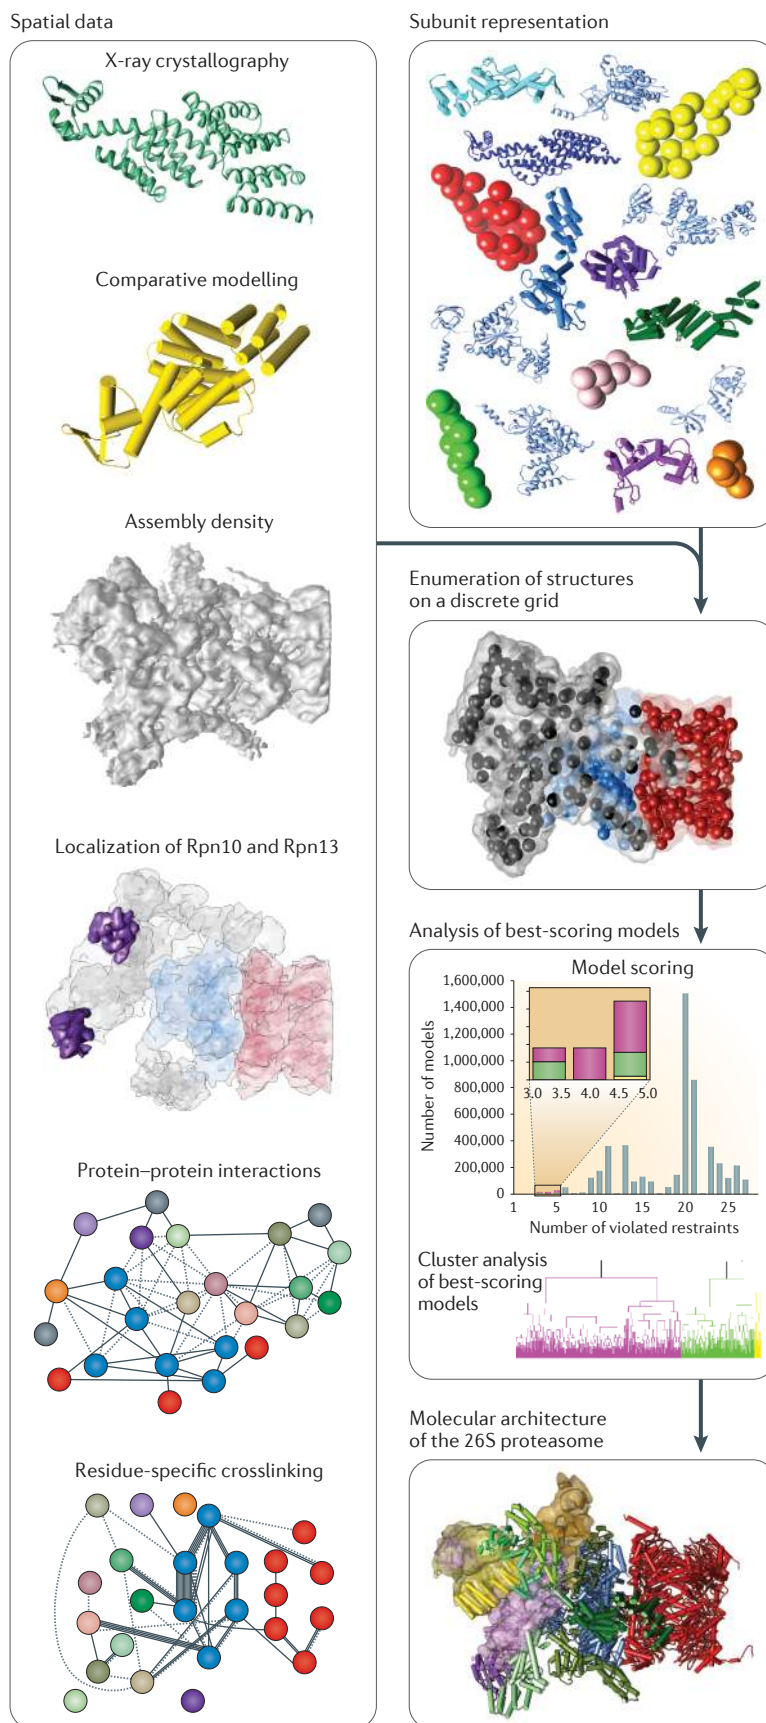 Spatial data
X-ray crystallography
Comparative modelling
Assembly density
Localization of Rpn10 and Rpn13
Protein–protein interactions
Residue-specific crosslinking
Subunit representation
Enumeration of structures
on a discrete grid
Analysis of best-scoring models
Model scoring
Number of models
1,600,000
1,400,000
1,200,000
1,000,000
800,000
600,000
400,000
200,000
0
3.0 3.5 4.0 4.5 5.0
1 5 10 15 20 25
Number of violated restraints
Cluster analysis
of best-scoring
models
Molecular architecture
of the 26S proteasome